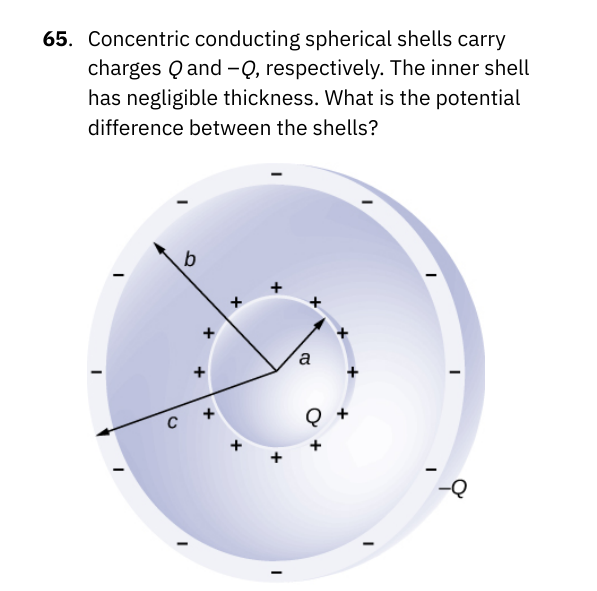 65. Concentric conducting spherical shells carry
charges Q and –Q, respectively. The inner shell
has negligible thickness. What is the potential
difference between the shells?
–
– –
b
– + –
+ +
+ +
a
– + + –
c
+ Q +
+ +
+
– –
–Q
– –
–